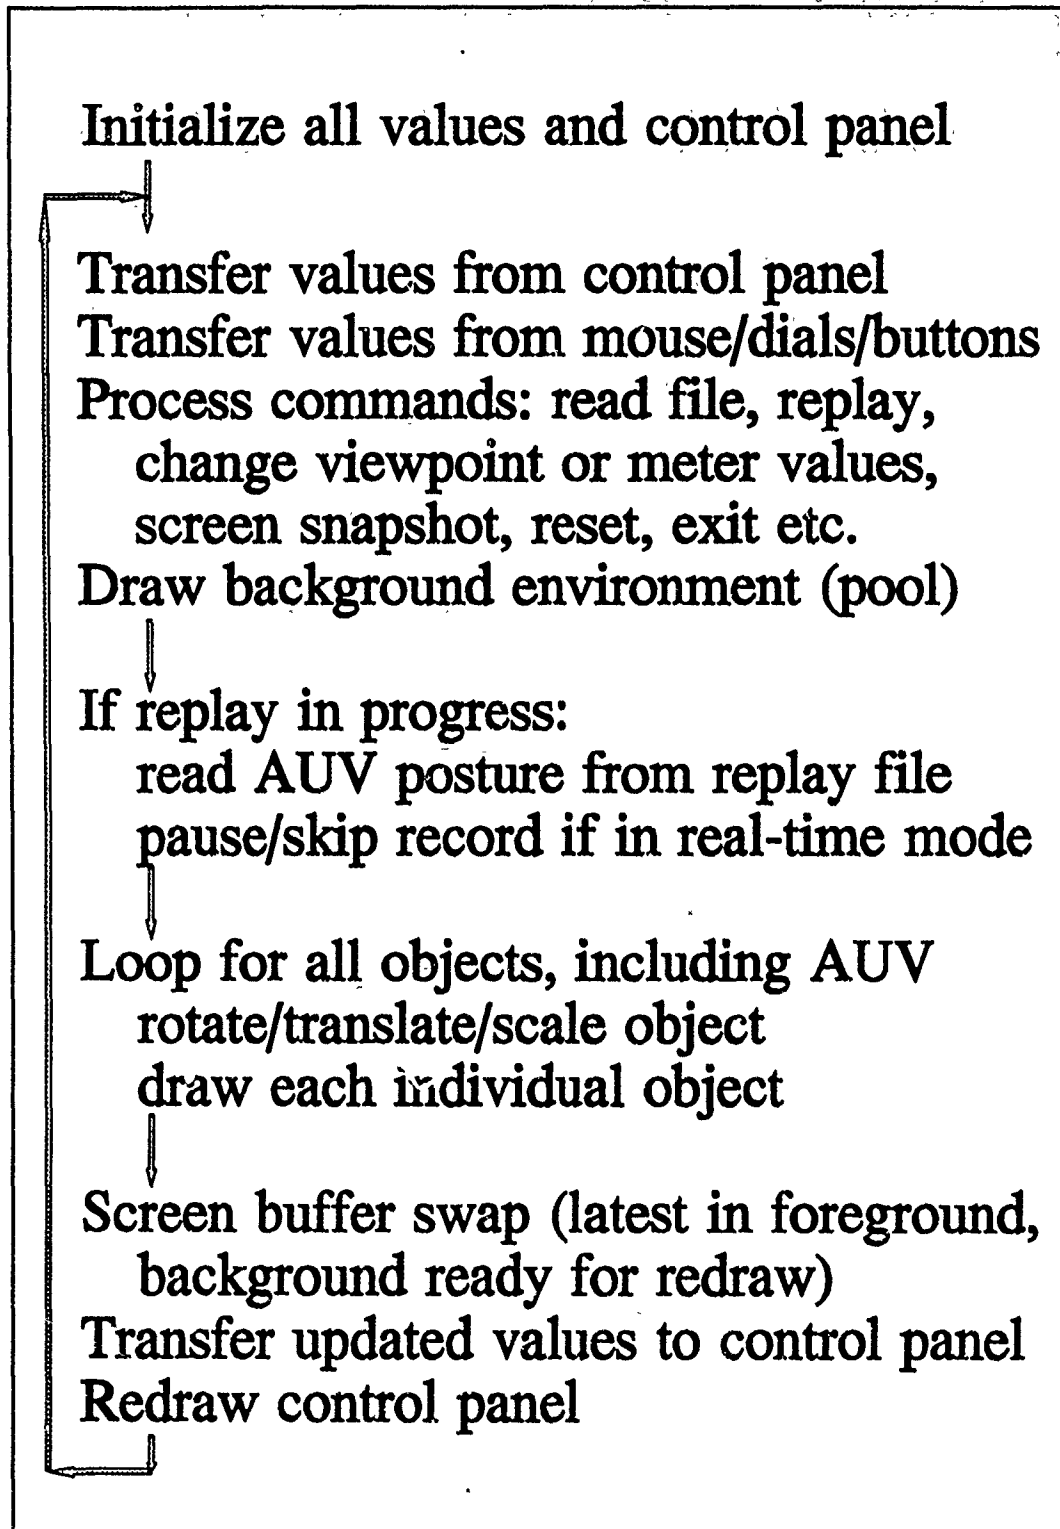 Initialize all values and control panel
Transfer values from control panel
Transfer values from mouse/dials/buttons
Process commands: read file, replay,
change viewpoint or meter values,
screen snapshot, reset, exit etc.
Draw background environment (pool)
If replay in progress:
read AUV posture from replay file
pause/skip record if in real-time mode
Loop for all objects, including AUV
rotate/translate/scale object
draw each individual object
Screen buffer swap (latest in foreground,
background ready for redraw)
Transfer updated values to control panel
Redraw control panel